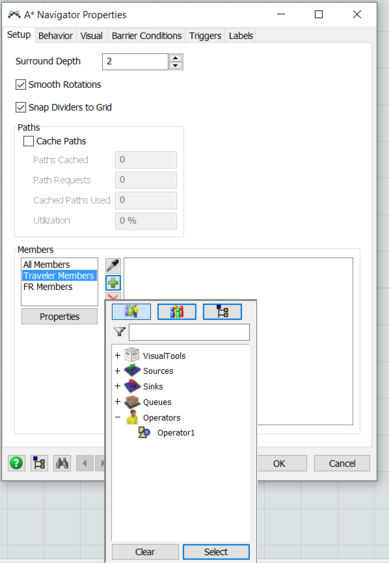 A* Navigator Properties
Setup Behavior Visual Barrier Conditions Triggers Labels
Surround Depth 2
Smooth Rotations
Snap Dividers to Grid
Paths
Cache Paths
Paths Cached 0
Path Requests 0
Cached Paths Used 0
Utilization 0 %
Members
All Members
Traveler Members
FR Members
Properties
VisualTools
Sources
Sinks
Queues
Operators
Operator1
OK Cancel
Clear Select